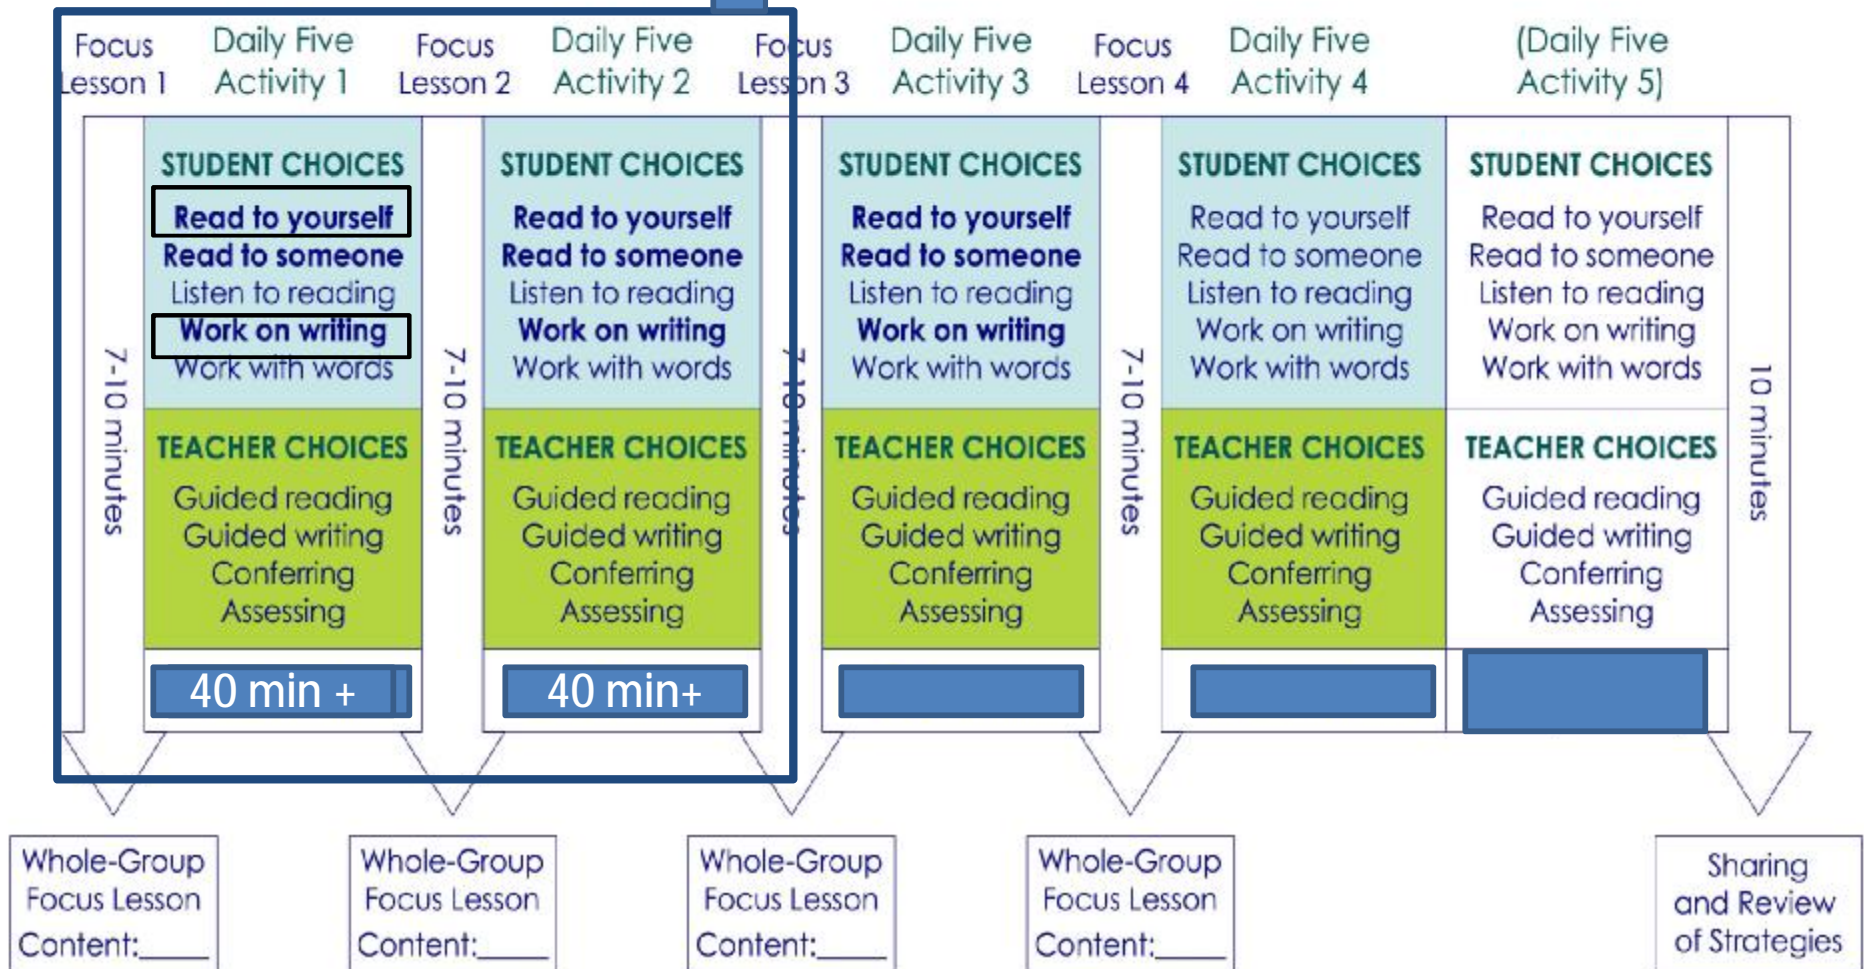 Focus
Lesson 1
Daily Five
Activity 1
Focus
Lesson 2
Daily Five
Activity 2
Focus
Lesson 3
Daily Five
Activity 3
Focus
Lesson 4
Daily Five
Activity 4
(Daily Five
Activity 5)
7-10 minutes
STUDENT CHOICES
Read to yourself
Read to someone
Listen to reading
Work on writing
Work with words
TEACHER CHOICES
Guided reading
Guided writing
Conferring
Assessing
40 min +
7-10 minutes
STUDENT CHOICES
Read to yourself
Read to someone
Listen to reading
Work on writing
Work with words
TEACHER CHOICES
Guided reading
Guided writing
Conferring
Assessing
40 min+
7-10 minutes
STUDENT CHOICES
Read to yourself
Read to someone
Listen to reading
Work on writing
Work with words
TEACHER CHOICES
Guided reading
Guided writing
Conferring
Assessing
7-10 minutes
STUDENT CHOICES
Read to yourself
Read to someone
Listen to reading
Work on writing
Work with words
TEACHER CHOICES
Guided reading
Guided writing
Conferring
Assessing
STUDENT CHOICES
Read to yourself
Read to someone
Listen to reading
Work on writing
Work with words
TEACHER CHOICES
Guided reading
Guided writing
Conferring
Assessing
10 minutes
Whole-Group
Focus Lesson
Content:____
Whole-Group
Focus Lesson
Content:____
Whole-Group
Focus Lesson
Content:____
Whole-Group
Focus Lesson
Content:____
Sharing
and Review
of Strategies